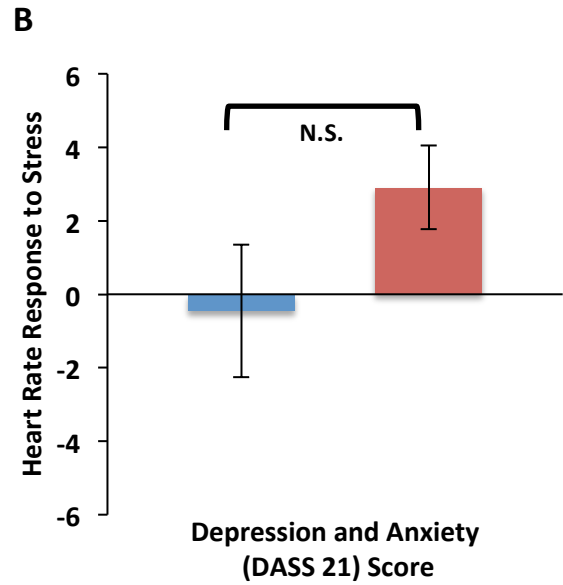 B
Heart Rate Response to Stress
6
4
2
0
-2
-4
-6
N.S.
Depression and Anxiety
(DASS 21) Score